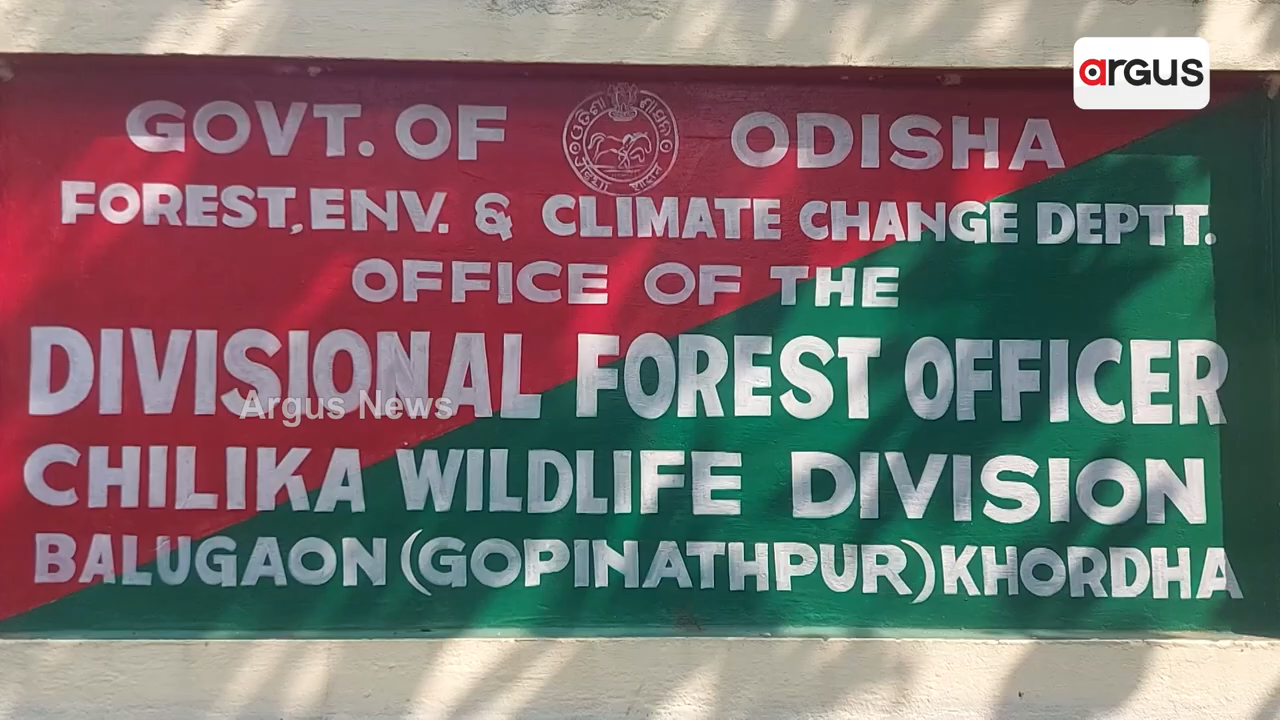 argus
GOVT. OF ODISHA
FOREST, ENV. & CLIMATE CHANGE DEPTT.
OFFICE OF THE
DIVISIONAL FOREST OFFICER
Argus News
CHILIKA WILDLIFE DIVISION
BALUGAON (GOPINATHPUR) KHORDHA